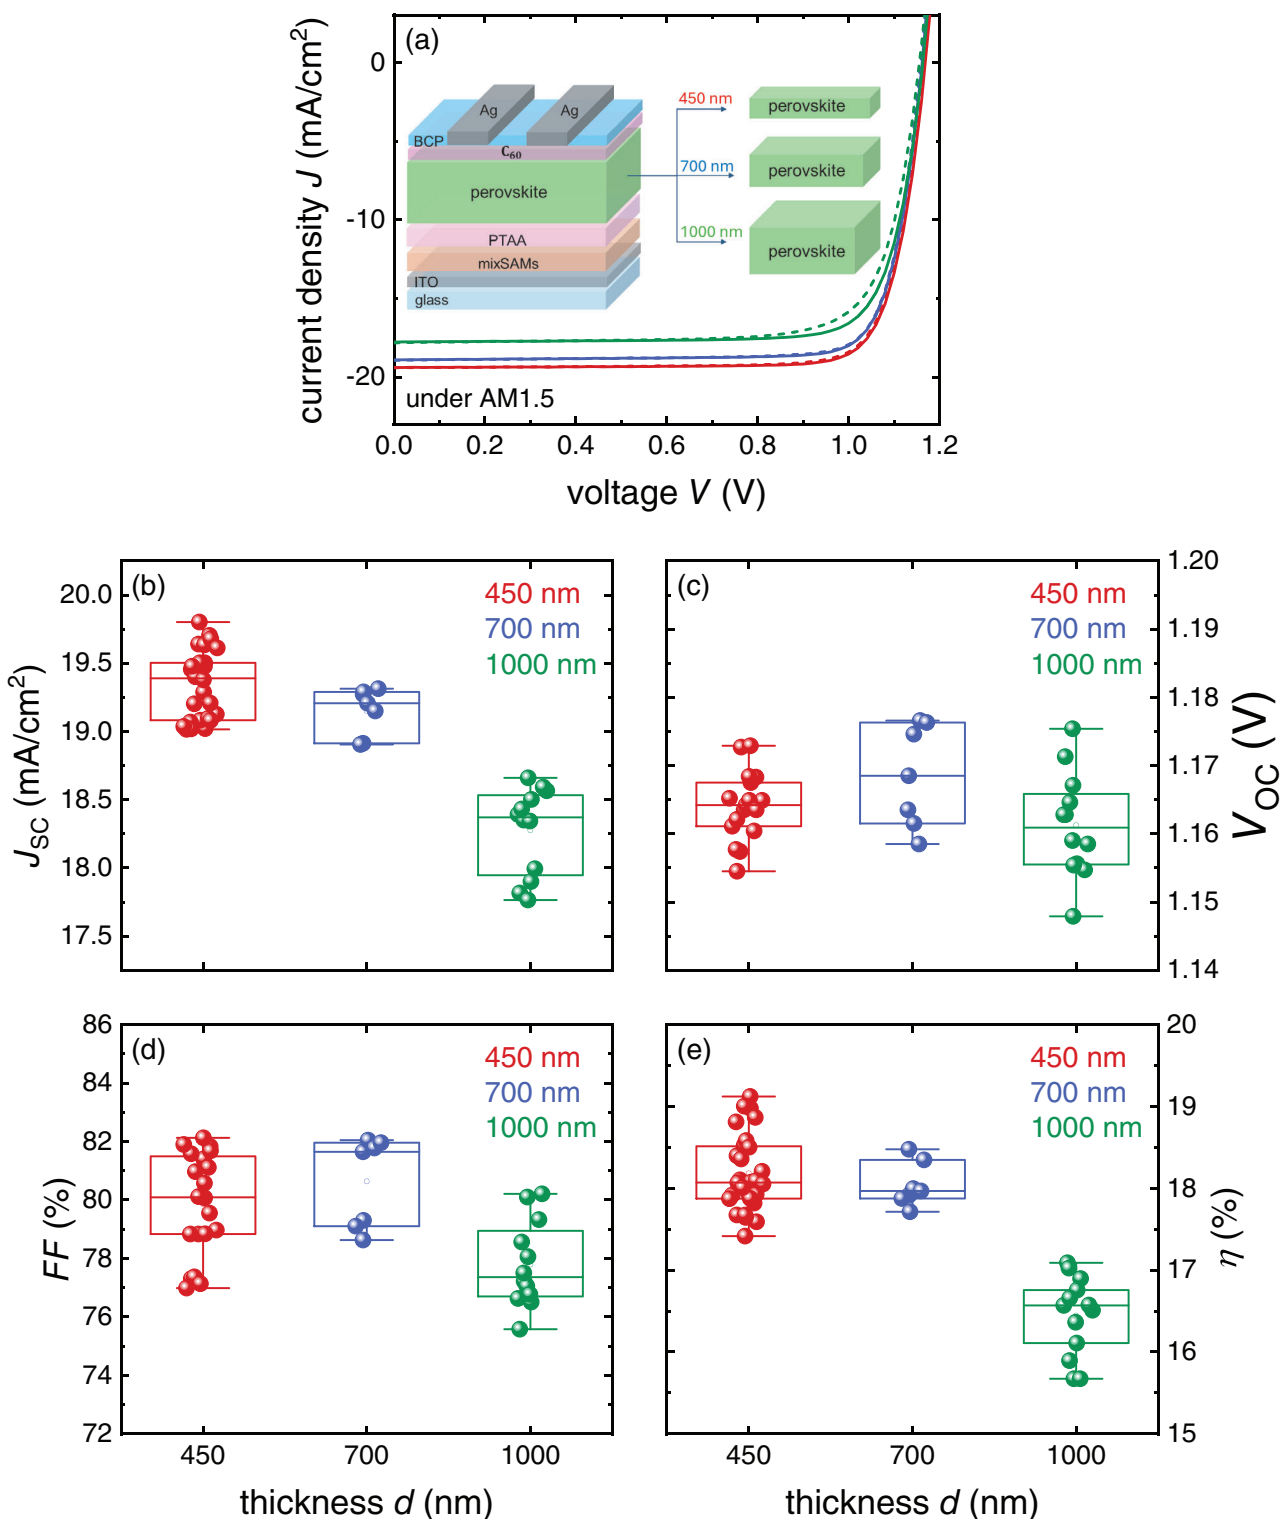 (a)
current density J (mA/cm²)
0
-10
-20
Ag
Ag
BCP
C₆₀
perovskite
PTAA
mixSAMs
ITO
glass
450 nm
700 nm
1000 nm
perovskite
perovskite
perovskite
under AM1.5
0.0 0.2 0.4 0.6 0.8 1.0 1.2
voltage V (V)
(b)
450 nm
700 nm
1000 nm
J_SC (mA/cm²)
20.0
19.5
19.0
18.5
18.0
17.5
(c)
450 nm
700 nm
1000 nm
1.20
1.19
1.18
1.17
1.16
1.15
1.14
V_OC (V)
(d)
450 nm
700 nm
1000 nm
FF (%)
86
84
82
80
78
76
74
72
450 700 1000
thickness d (nm)
(e)
450 nm
700 nm
1000 nm
20
19
18
17
16
15
η (%)
450 700 1000
thickness d (nm)